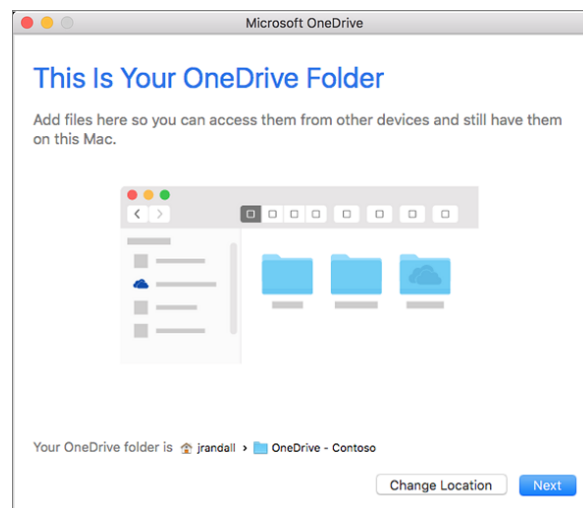 Microsoft OneDrive
This Is Your OneDrive Folder
Add files here so you can access them from other devices and still have them
on this Mac.
Your OneDrive folder is jrandall › OneDrive - Contoso
Change Location Next